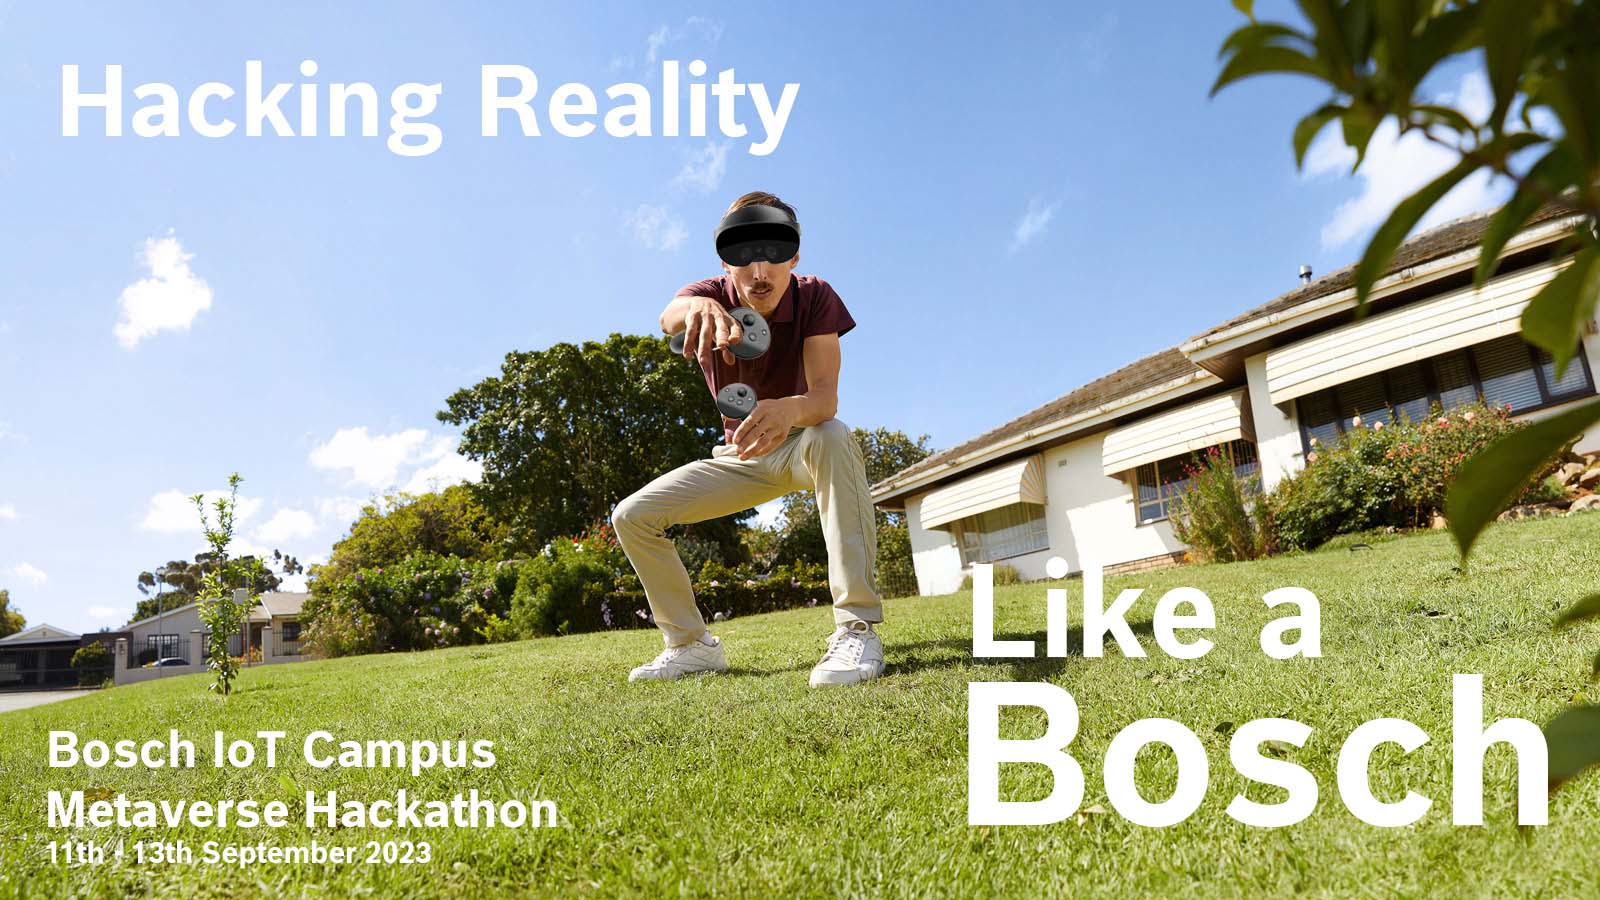 Hacking Reality
Like a
Bosch
Bosch IoT Campus
Metaverse Hackathon
11th - 13th September 2023